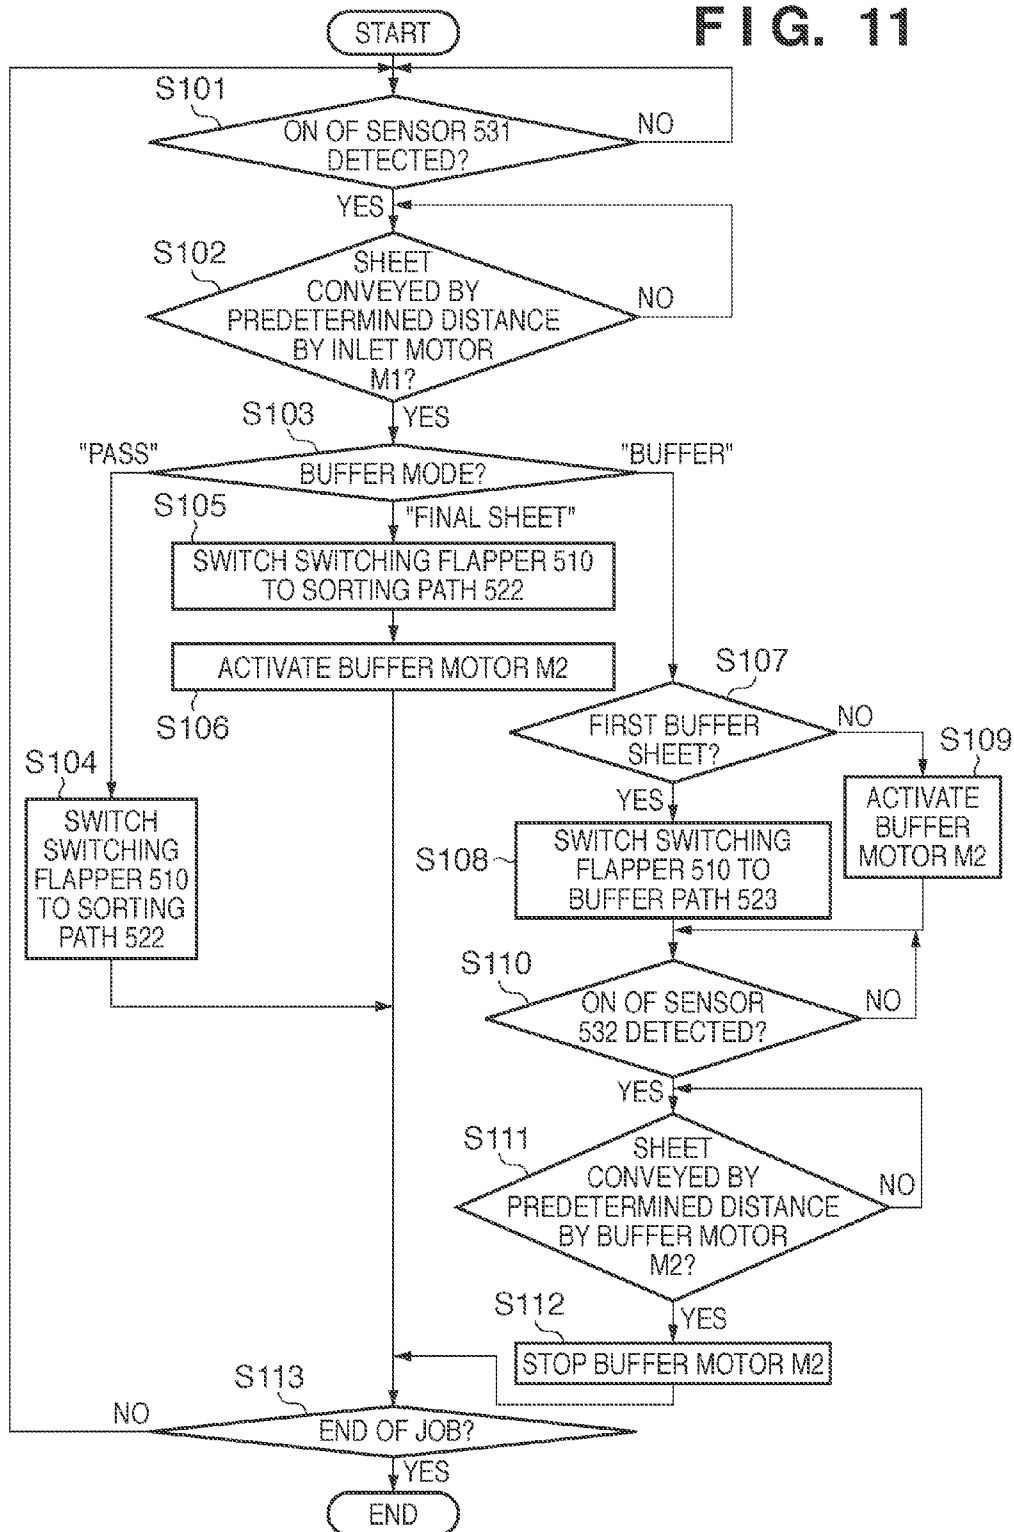 FIG. 11
START
S101
ON OF SENSOR 531
DETECTED?
NO
YES
S102
SHEET
CONVEYED BY
PREDETERMINED DISTANCE
BY INLET MOTOR
M1?
NO
YES
S103
"PASS"
BUFFER MODE?
"BUFFER"
"FINAL SHEET"
S105
SWITCH SWITCHING FLAPPER 510
TO SORTING PATH 522
ACTIVATE BUFFER MOTOR M2
S106
S107
FIRST BUFFER
SHEET?
NO
YES
S109
ACTIVATE
BUFFER
MOTOR M2
S104
SWITCH
SWITCHING
FLAPPER 510
TO SORTING
PATH 522
S108
SWITCH SWITCHING
FLAPPER 510 TO
BUFFER PATH 523
S110
ON OF SENSOR
532 DETECTED?
NO
YES
S111
SHEET
CONVEYED BY
PREDETERMINED DISTANCE
BY BUFFER MOTOR
M2?
NO
YES
S112
STOP BUFFER MOTOR M2
S113
NO
END OF JOB?
YES
END